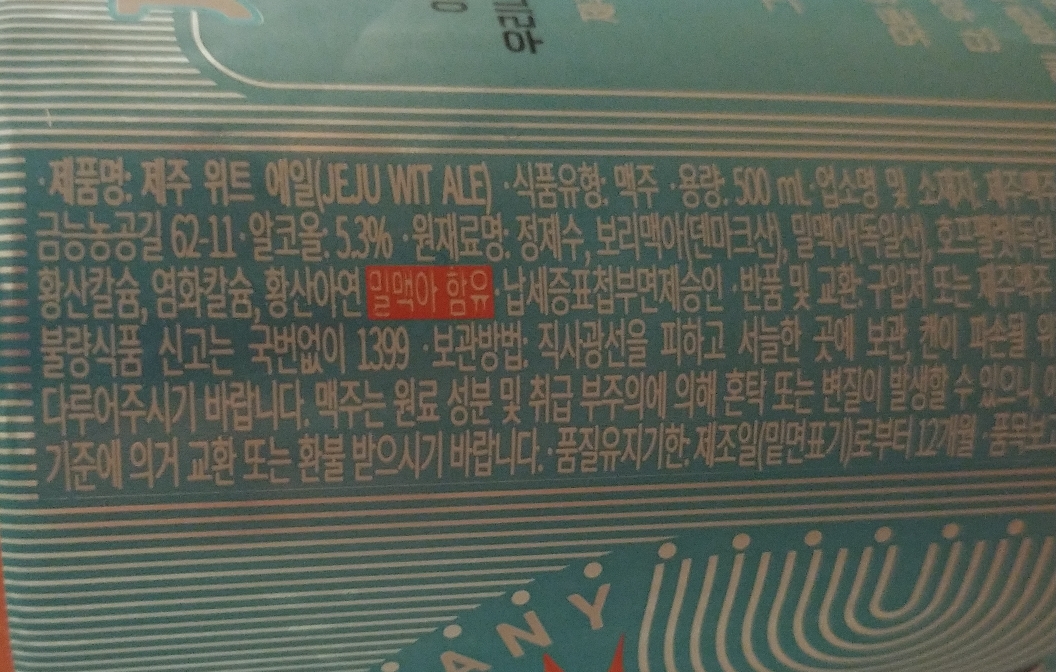 ·제품명: 제주 위트 에일(JEJU WIT ALE) ·식품유형: 맥주 ·용량: 500 mL ·업소명 및 소재지: 제주맥주
금능농공길 62-11 ·알코올: 5.3% ·원재료명: 정제수, 보리맥아(덴마크산), 밀맥아(독일산), 호프펠렛(독일
황산칼슘, 염화칼슘, 황산아연 밀맥아 함유 ·납세증표첩부면제승인 ·반품 및 교환: 구입처 또는 제주맥주
불량식품 신고는 국번없이 1399 ·보관방법: 직사광선을 피하고 서늘한 곳에 보관, 캔이 파손될 위
다루어주시기 바랍니다. 맥주는 원료 성분 및 취급 부주의에 의해 혼탁 또는 변질이 발생할 수 있으니,
기준에 의거 교환 또는 환불 받으시기 바랍니다. ·품질유지기한: 제조일(밑면표기)로부터 12개월 ·품목보
ANY